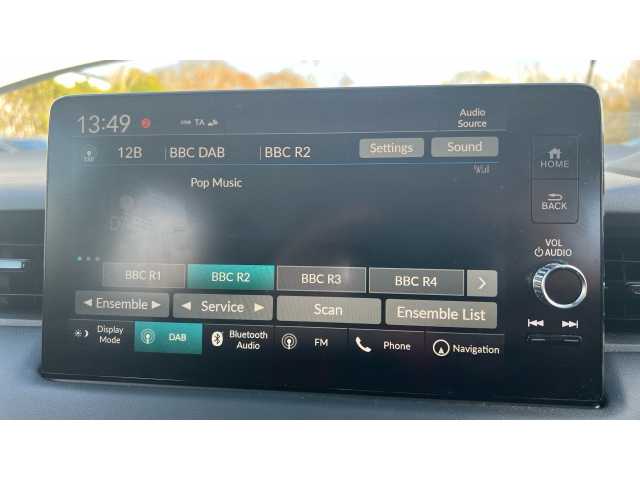 13:49 2 TA Audio
Source
12B BBC DAB BBC R2 Settings Sound
HOME
Pop Music
BACK
VOL
AUDIO
BBC R1 BBC R2 BBC R3 BBC R4
Ensemble Service Scan Ensemble List
Display
Mode
DAB
Bluetooth
Audio
FM
Phone
Navigation